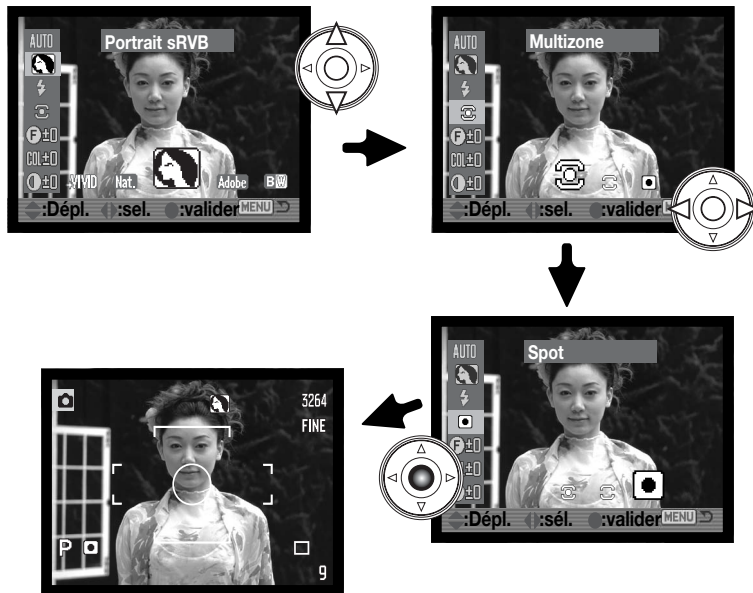 AUTO
Portrait sRVB
F±0
COL±0
±0
VIVID Nat. Adobe BW
:Dépl. :sel. :valider MENU
AUTO
Multizone
F±0
COL±0
±0
:Dépl. :sel. :valider
AUTO
Spot
F±0
±0
±0
:Dépl. :sél. :valider MENU
3264
FINE
P
9